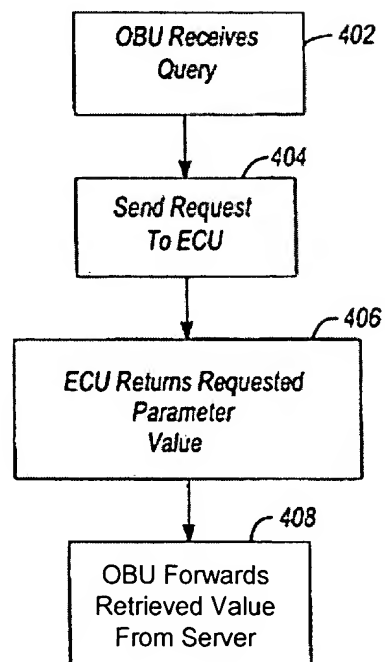 OBU Receives
Query
402
404
Send Request
To ECU
406
ECU Returns Requested
Parameter
Value
408
OBU Forwards
Retrieved Value
From Server